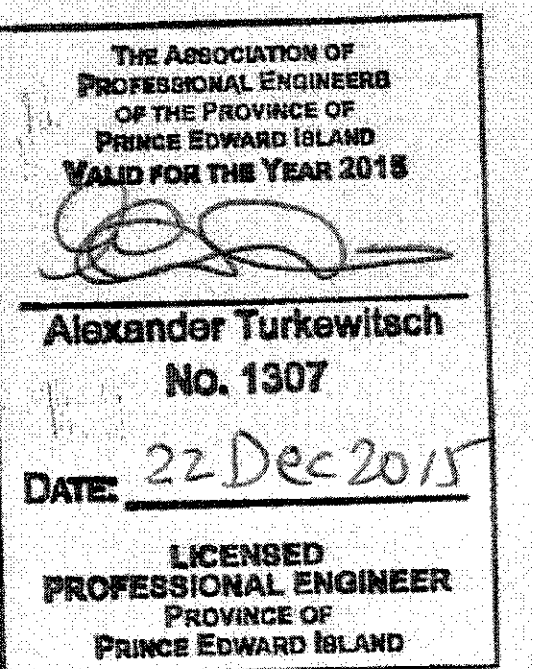 THE ASSOCIATION OF
PROFESSIONAL ENGINEERS
OF THE PROVINCE OF
PRINCE EDWARD ISLAND
VALID FOR THE YEAR 2015
Alexander Turkewitsch
No. 1307
DATE: 22 Dec 2015
LICENSED
PROFESSIONAL ENGINEER
PROVINCE OF
PRINCE EDWARD ISLAND